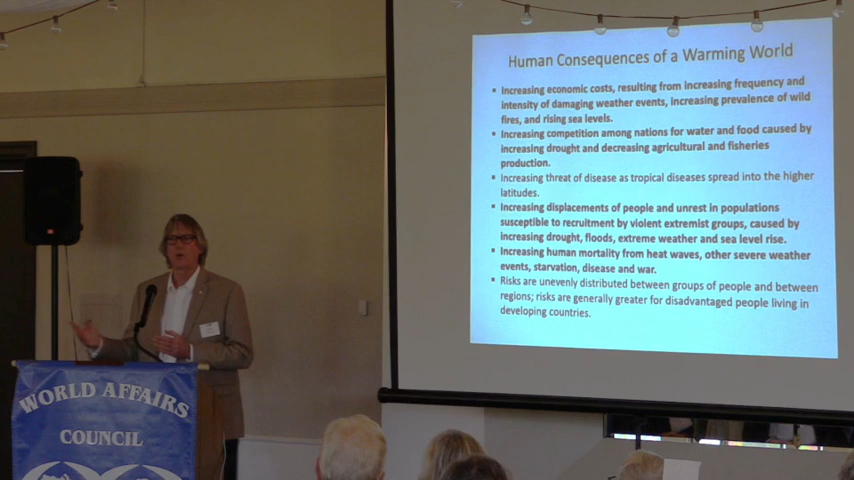 Human Consequences of a Warming World
▪ Increasing economic costs, resulting from increasing frequency and
intensity of damaging weather events, increasing prevalence of wild
fires, and rising sea levels.
▪ Increasing competition among nations for water and food caused by
increasing drought and decreasing agricultural and fisheries
production.
▪ Increasing threat of disease as tropical diseases spread into the higher
latitudes.
▪ Increasing displacements of people and unrest in populations
susceptible to recruitment by violent extremist groups, caused by
increasing drought, floods, extreme weather and sea level rise.
▪ Increasing human mortality from heat waves, other severe weather
events, starvation, disease and war.
▪ Risks are unevenly distributed between groups of people and between
regions; risks are generally greater for disadvantaged people living in
developing countries.
WORLD AFFAIRS
COUNCIL